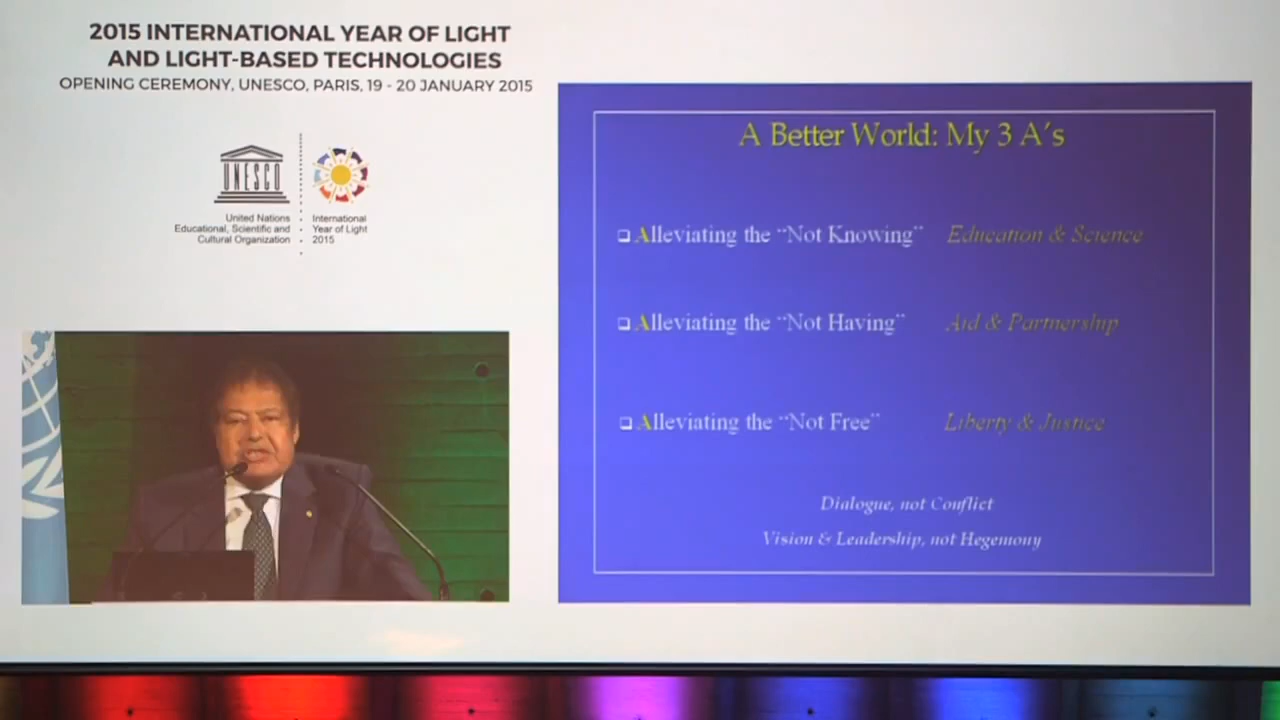 2015 INTERNATIONAL YEAR OF LIGHT
AND LIGHT-BASED TECHNOLOGIES
OPENING CEREMONY, UNESCO, PARIS, 19 - 20 JANUARY 2015
UNESCO
United Nations
Educational, Scientific and
Cultural Organization
International
Year of Light
2015
A Better World: My 3 A's
Alleviating the "Not Knowing" Education & Science
Alleviating the "Not Having" Aid & Partnership
Alleviating the "Not Free" Liberty & Justice
Dialogue, not Conflict
Vision & Leadership, not Hegemony